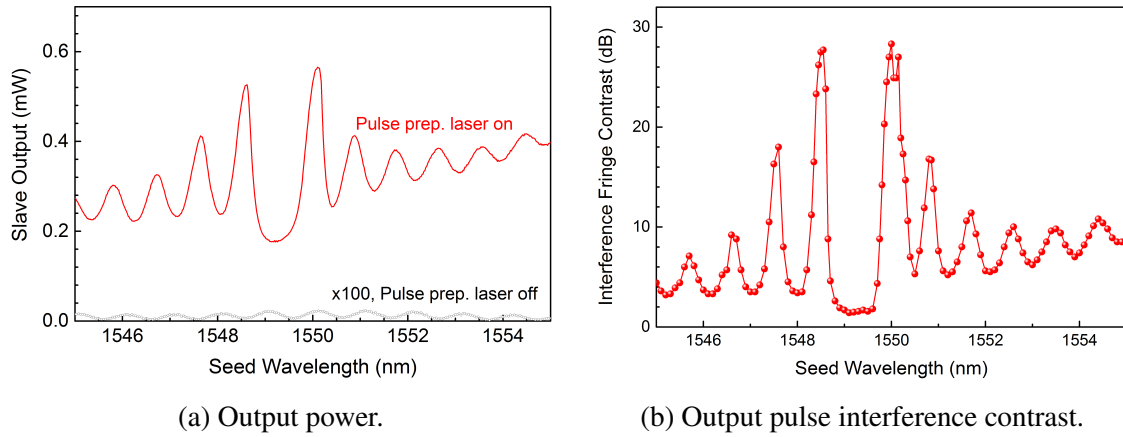 0.6
0.4
0.2
0.0
Slave Output (mW)
Pulse prep. laser on
x100, Pulse prep. laser off
1546 1548 1550 1552 1554
Seed Wavelength (nm)
(a) Output power.
30
20
10
0
Interference Fringe Contrast (dB)
1546 1548 1550 1552 1554
Seed Wavelength (nm)
(b) Output pulse interference contrast.